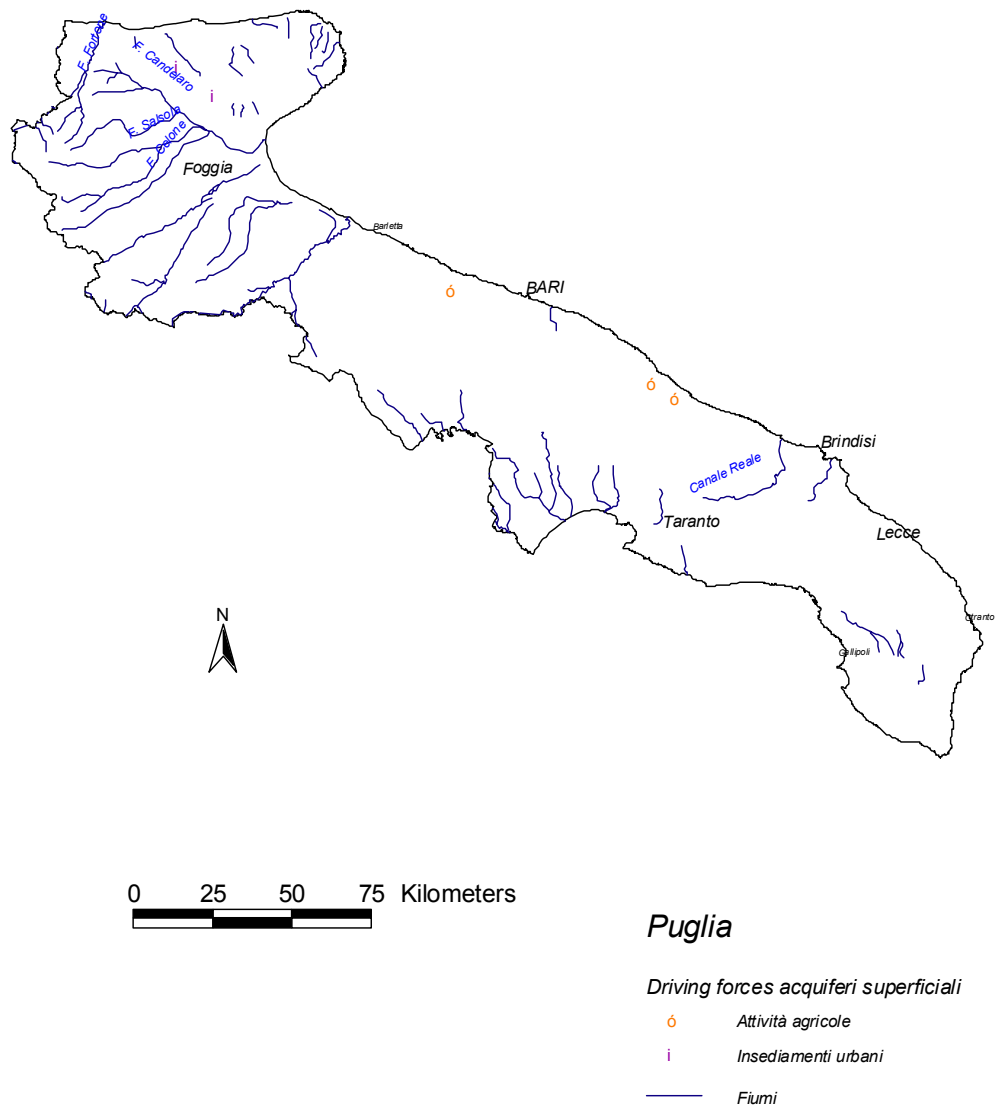 F. Fortore
F. Candelaro
i
i
F. Salsola
F. Celone
Foggia
Barletta
ó
BARI
ó
ó
Brindisi
Canale Reale
Taranto
Lecce
Otranto
Gallipoli
N
0 25 50 75 Kilometers
Puglia
Driving forces acquiferi superficiali
ó Attività agricole
i Insediamenti urbani
Fiumi